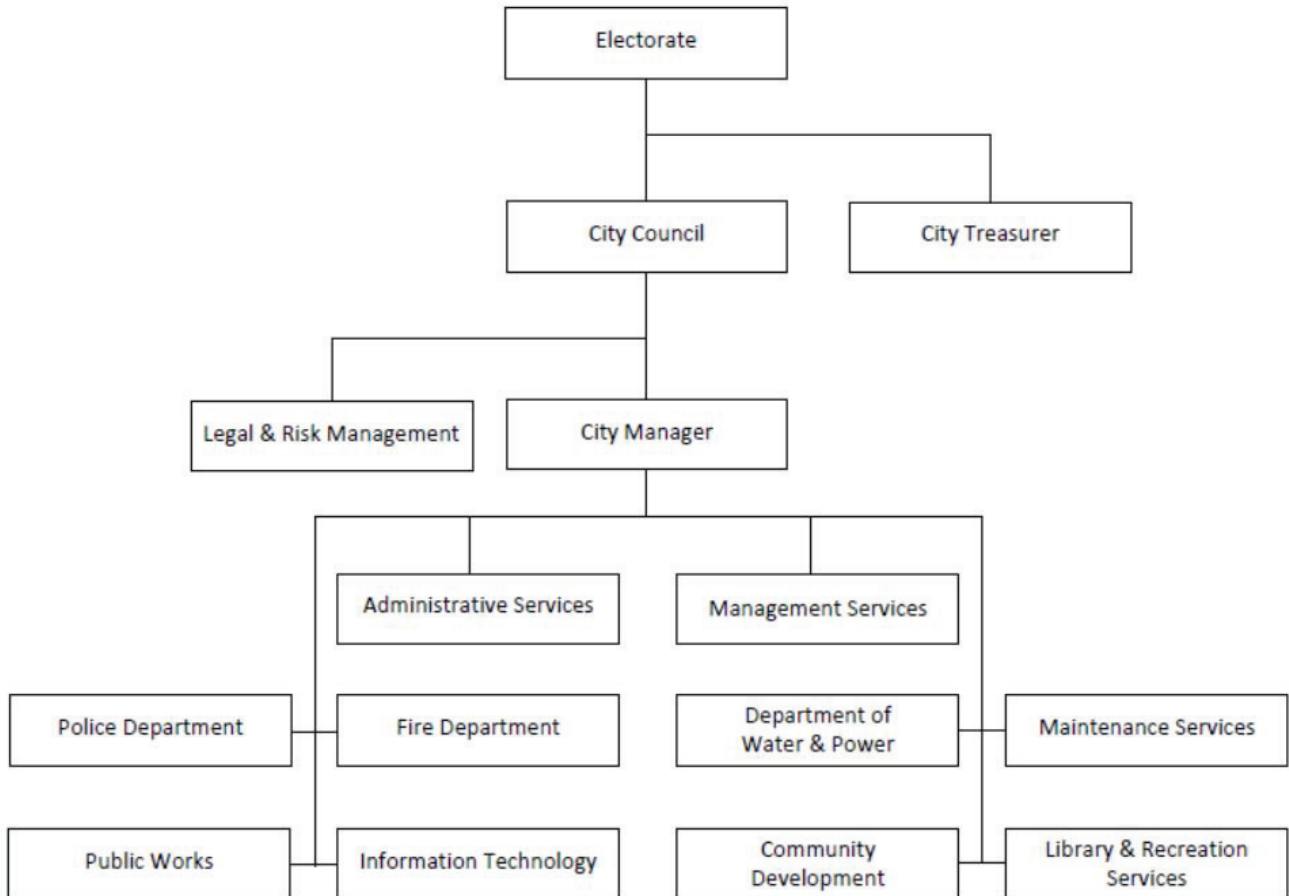 Electorate
City Council
City Treasurer
Legal & Risk Management
City Manager
Administrative Services
Management Services
Police Department
Fire Department
Department of
Water & Power
Maintenance Services
Public Works
Information Technology
Community
Development
Library & Recreation
Services